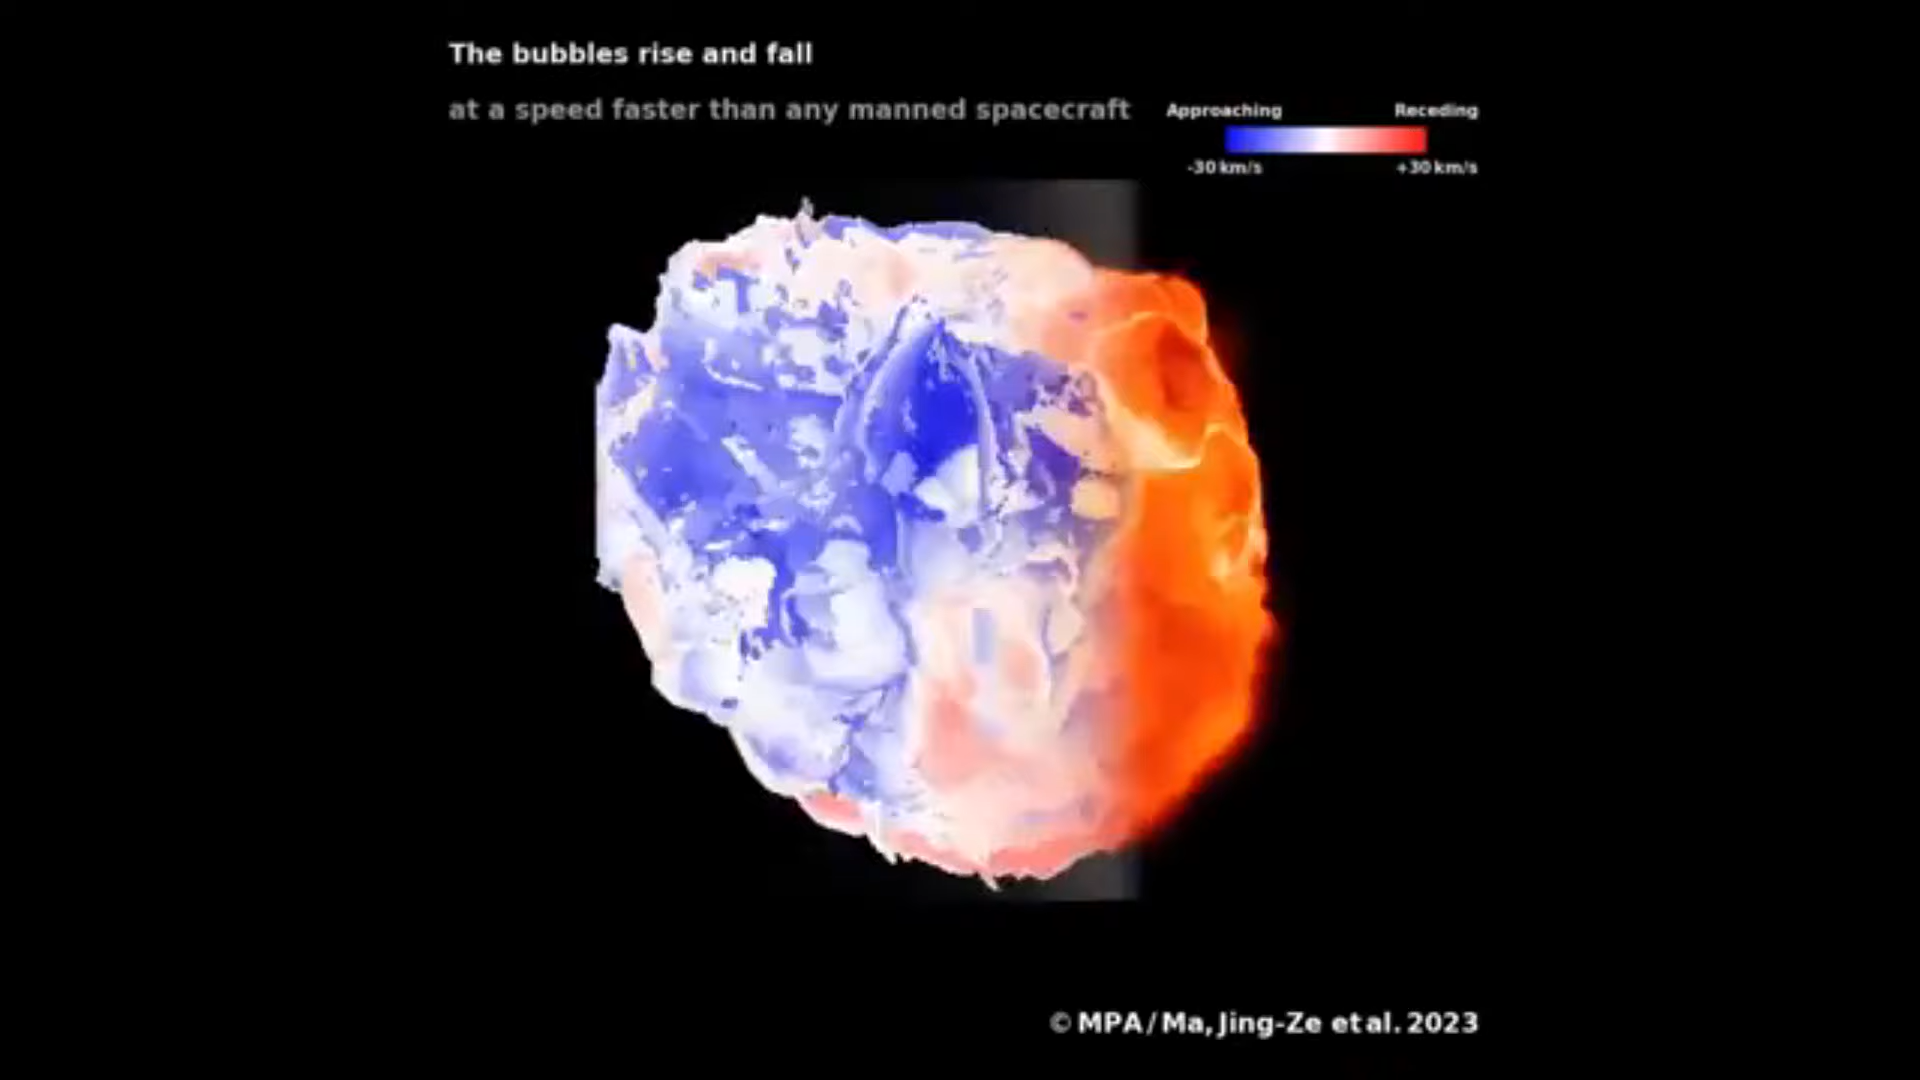 The bubbles rise and fall
at a speed faster than any manned spacecraft
Approaching Receding
-30 km/s +30 km/s
© MPA/Ma, Jing-Ze et al. 2023